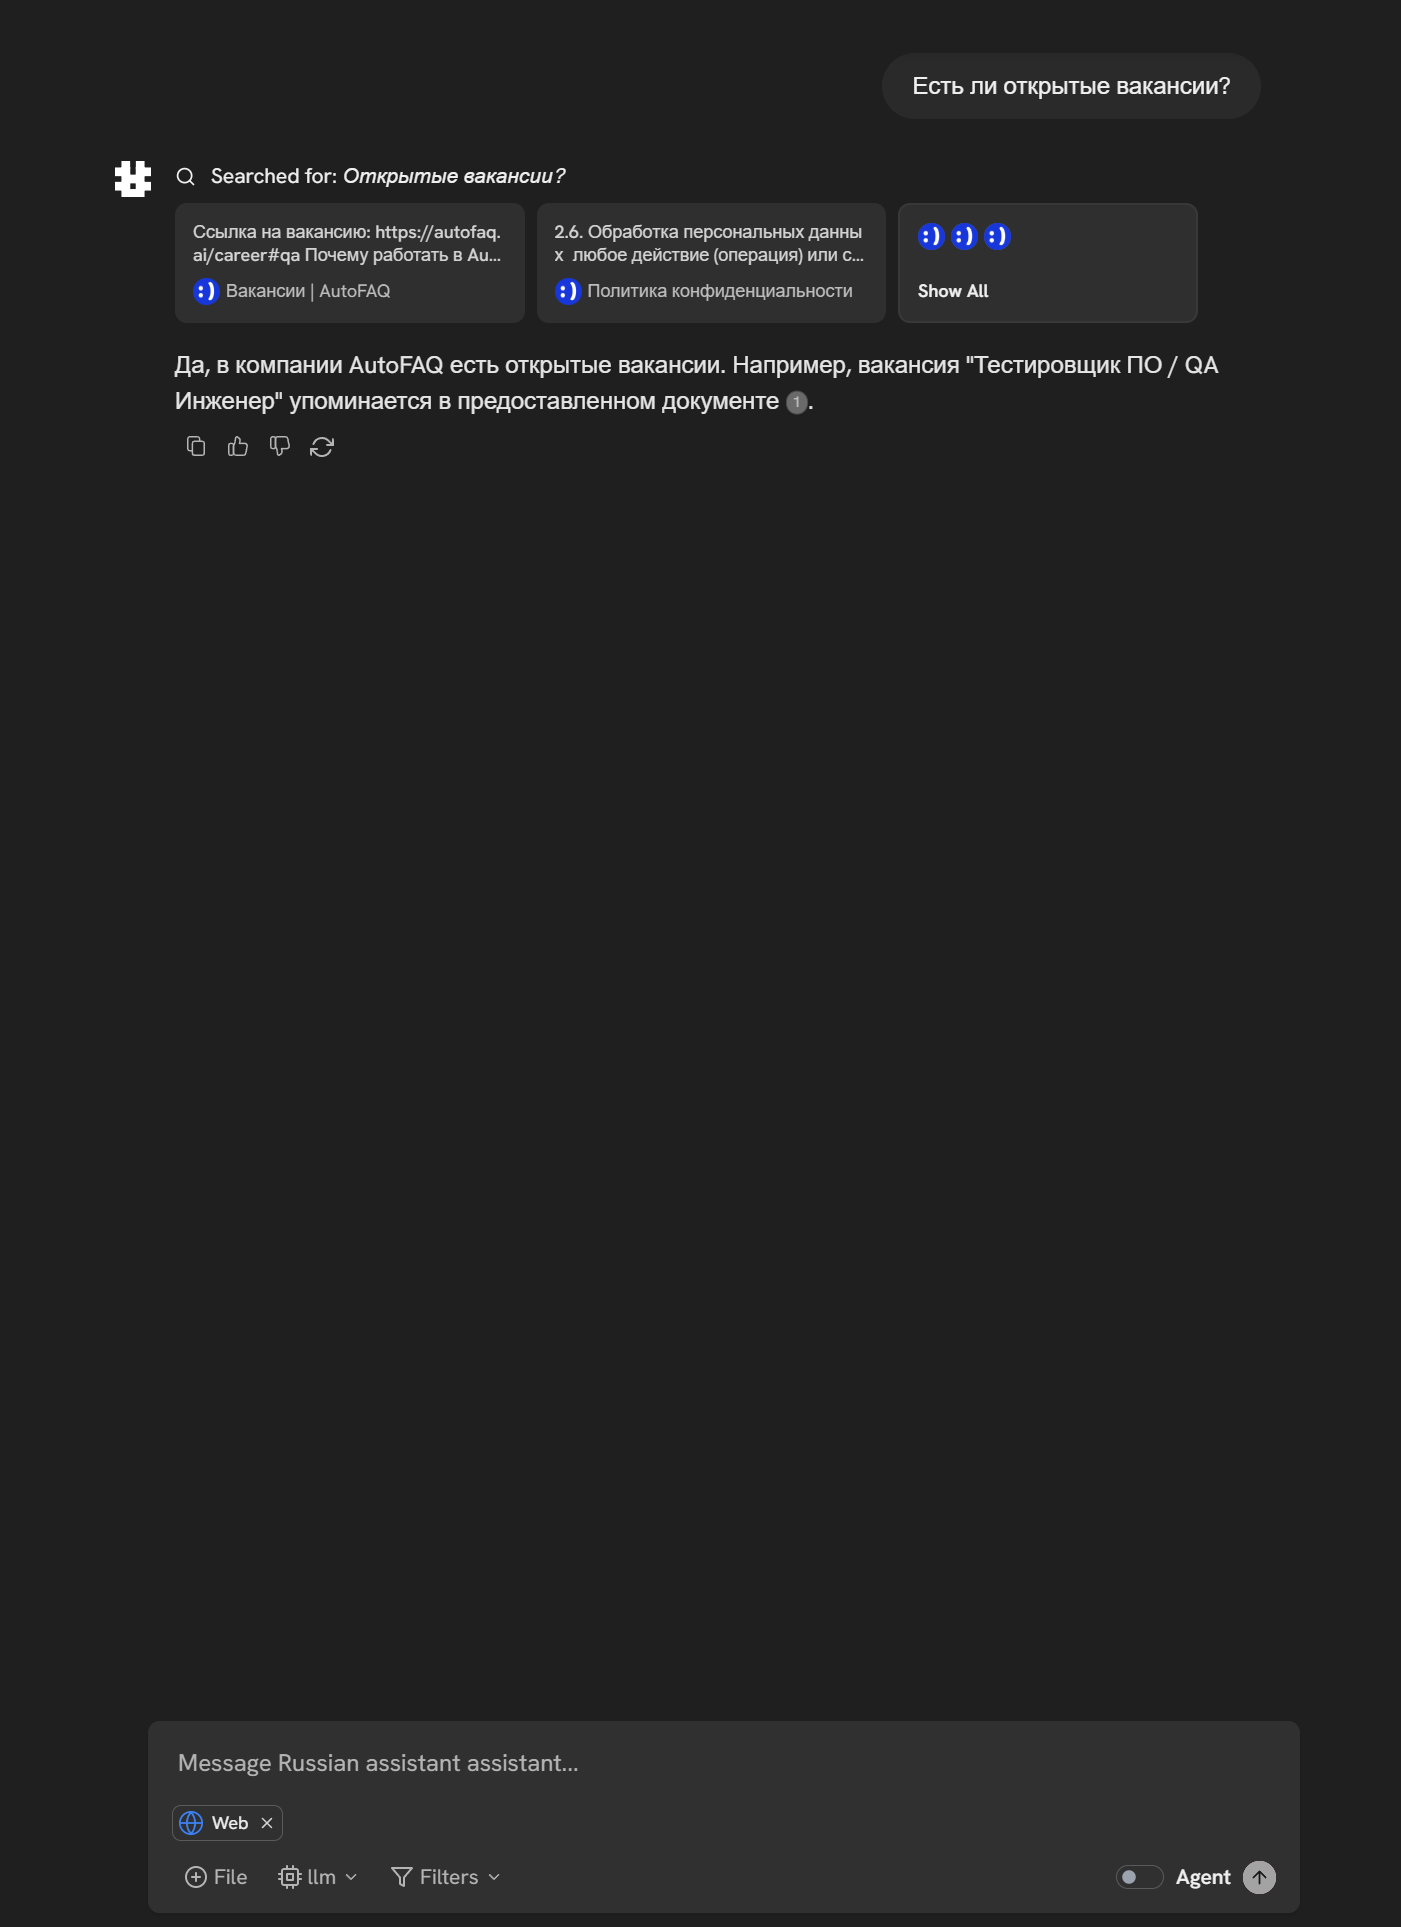 Есть ли открытые вакансии?
Searched for: Открытые вакансии?
Ссылка на вакансию: https://autofaq.
ai/career#qa Почему работать в Au...
:) Вакансии | AutoFAQ
2.6. Обработка персональных данны
х  любое действие (операция) или с...
:) Политика конфиденциальности
:) :) :)
Show All
Да, в компании AutoFAQ есть открытые вакансии. Например, вакансия "Тестировщик ПО / QA
Инженер" упоминается в предоставленном документе 1.
Message Russian assistant assistant...
Web
File llm Filters
Agent